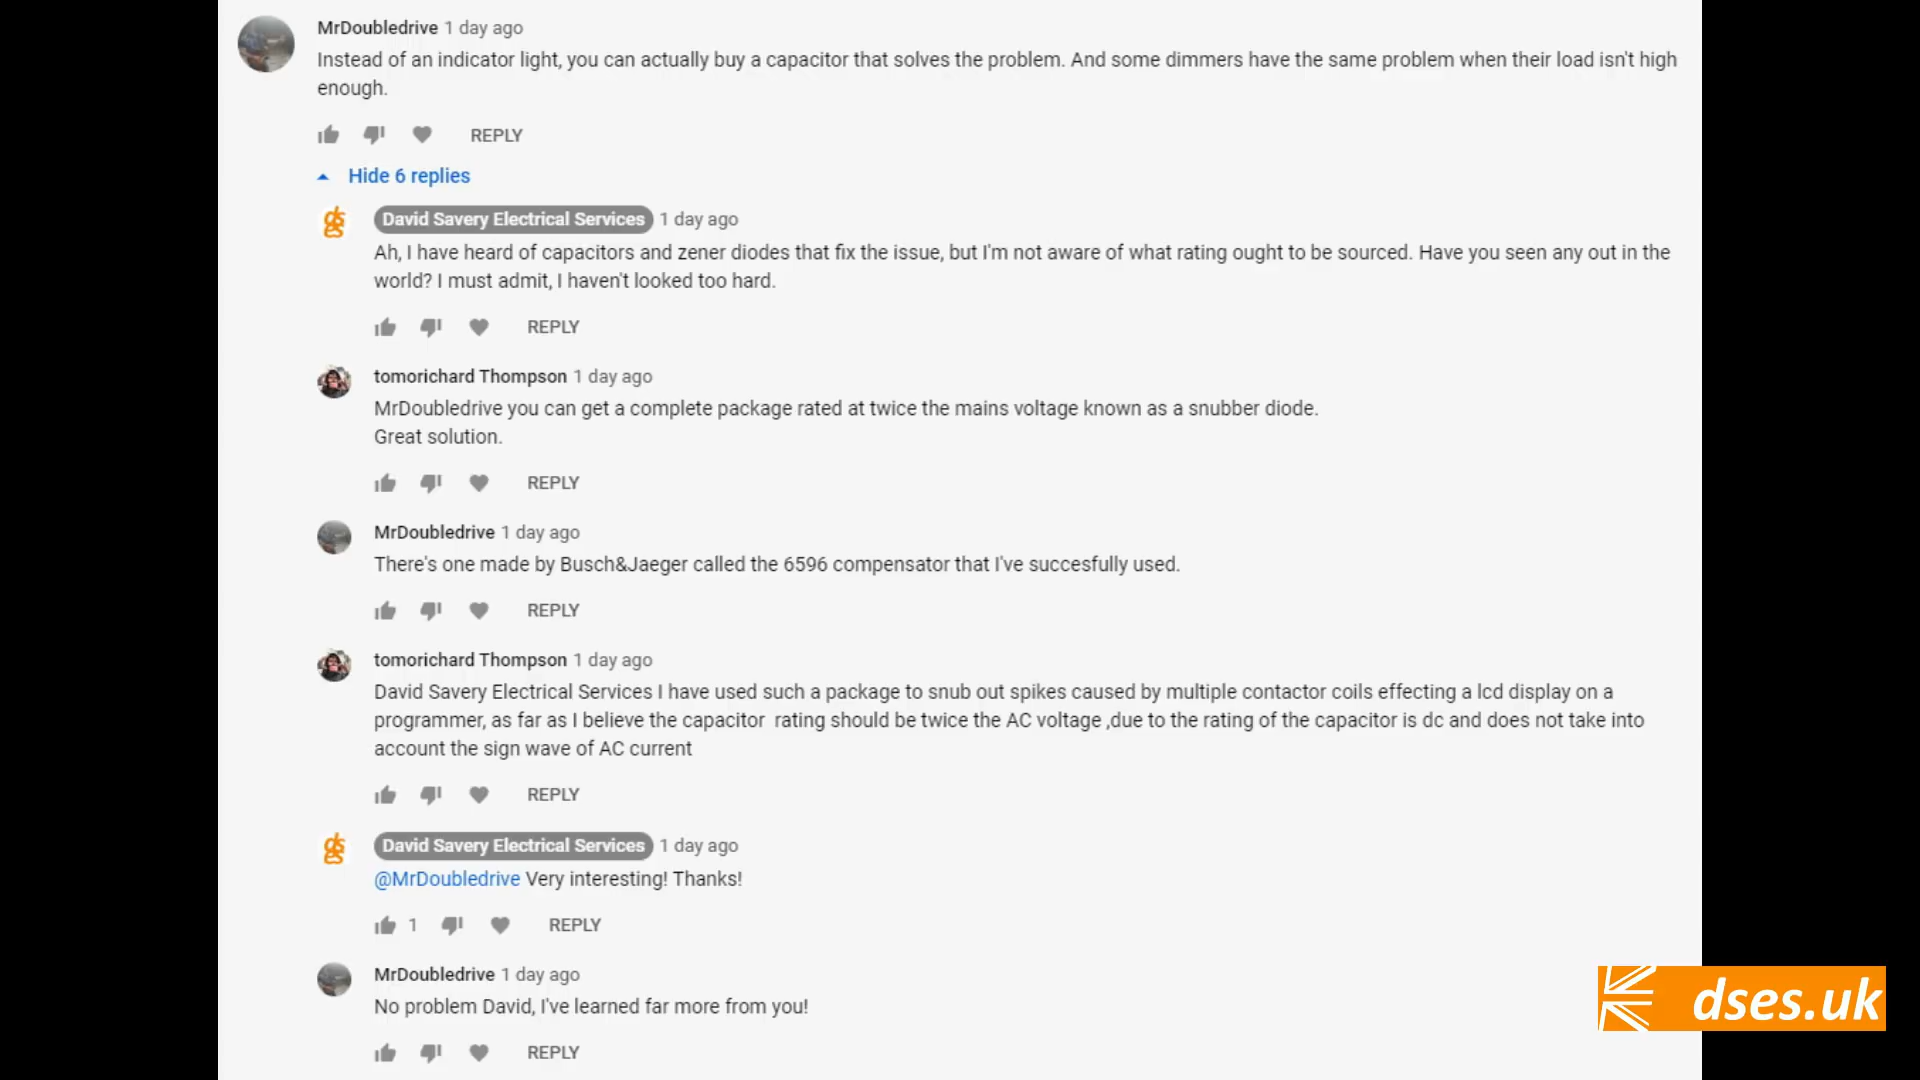 MrDoubledrive 1 day ago
Instead of an indicator light, you can actually buy a capacitor that solves the problem. And some dimmers have the same problem when their load isn't high
enough.
REPLY
Hide 6 replies
David Savery Electrical Services 1 day ago
Ah, I have heard of capacitors and zener diodes that fix the issue, but I'm not aware of what rating ought to be sourced. Have you seen any out in the
world? I must admit, I haven't looked too hard.
REPLY
tomorichard Thompson 1 day ago
MrDoubledrive you can get a complete package rated at twice the mains voltage known as a snubber diode.
Great solution.
REPLY
MrDoubledrive 1 day ago
There's one made by Busch&Jaeger called the 6596 compensator that I've succesfully used.
REPLY
tomorichard Thompson 1 day ago
David Savery Electrical Services I have used such a package to snub out spikes caused by multiple contactor coils effecting a lcd display on a
programmer, as far as I believe the capacitor  rating should be twice the AC voltage ,due to the rating of the capacitor is dc and does not take into
account the sign wave of AC current
REPLY
David Savery Electrical Services 1 day ago
@MrDoubledrive Very interesting! Thanks!
1 REPLY
MrDoubledrive 1 day ago
No problem David, I've learned far more from you!
REPLY
dses.uk